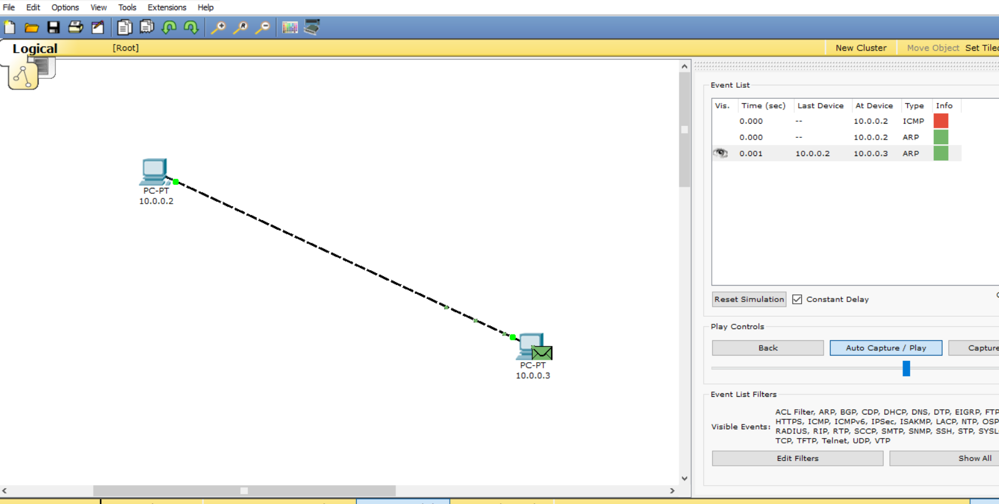 File Edit Options View Tools Extensions Help
Logical [Root] New Cluster Move Object Set Tiled
PC-PT
10.0.0.2
PC-PT
10.0.0.3
Event List
Vis. Time (sec) Last Device At Device Type Info
0.000 -- 10.0.0.2 ICMP
0.000 -- 10.0.0.2 ARP
0.001 10.0.0.2 10.0.0.3 ARP
Reset Simulation Constant Delay
Play Controls
Back Auto Capture / Play Capture
Event List Filters
Visible Events:
ACL Filter, ARP, BGP, CDP, DHCP, DNS, DTP, EIGRP, FTP
HTTPS, ICMP, ICMPv6, IPSec, ISAKMP, LACP, NTP, OSP
RADIUS, RIP, RTP, SCCP, SMTP, SNMP, SSH, STP, SYSL
TCP, TFTP, Telnet, UDP, VTP
Edit Filters Show All